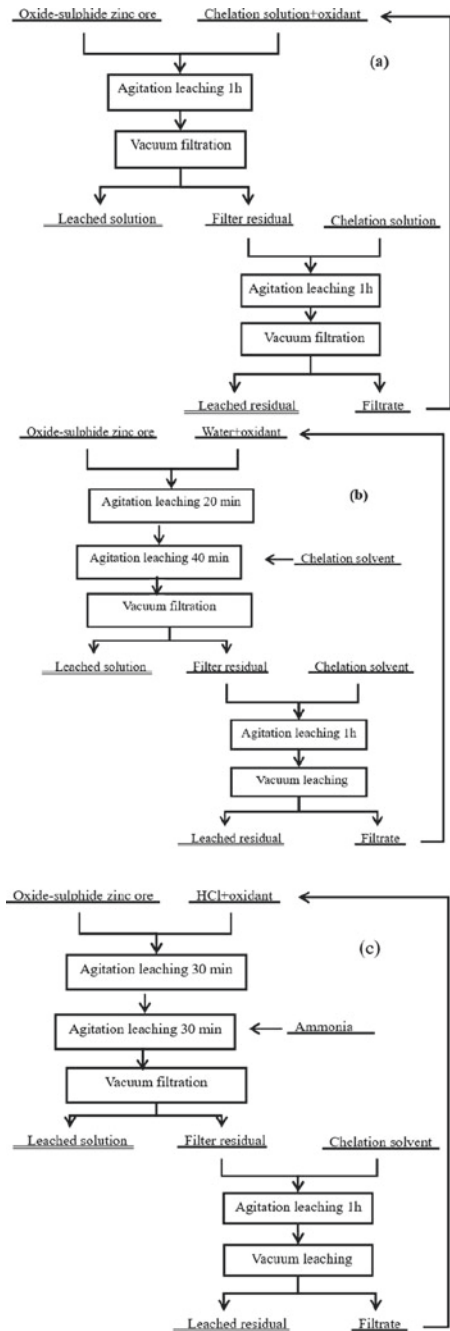 Oxide-sulphide zinc ore Chelation solution+oxidant
(a)
Agitation leaching 1h
Vacuum filtration
Leached solution Filter residual Chelation solution
Agitation leaching 1h
Vacuum filtration
Leached residual Filtrate
Oxide-sulphide zinc ore Water+oxidant
(b)
Agitation leaching 20 min
Agitation leaching 40 min Chelation solvent
Vacuum filtration
Leached solution Filter residual Chelation solvent
Agitation leaching 1h
Vacuum leaching
Leached residual Filtrate
Oxide-sulphide zinc ore HCl+oxidant
(c)
Agitation leaching 30 min
Agitation leaching 30 min Ammonia
Vacuum filtration
Leached solution Filter residual Chelation solvent
Agitation leaching 1h
Vacuum leaching
Leached residual Filtrate